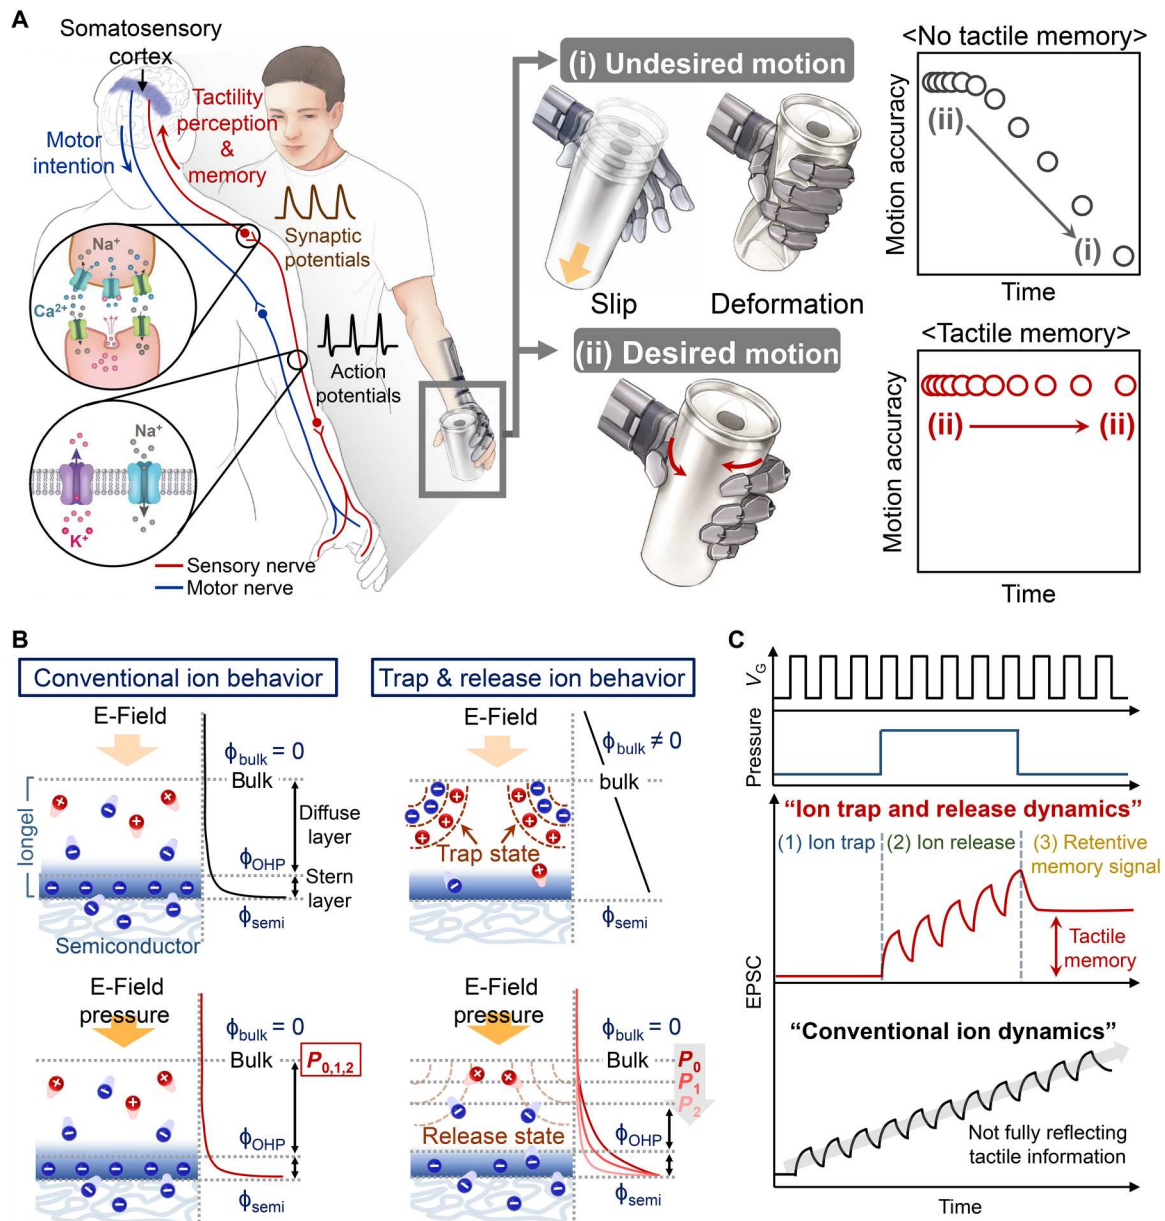 A
Somatosensory
cortex
Tactility
perception
&
memory
Motor
intention
Synaptic
potentials
Na⁺
Ca²⁺
Action
potentials
Na⁺
K⁺
Sensory nerve
Motor nerve
(i) Undesired motion
Slip
Deformation
(ii) Desired motion
<No tactile memory>
Motion accuracy
(ii)
(i)
Time
<Tactile memory>
Motion accuracy
(ii)
(ii)
Time
B
Conventional ion behavior
E-Field
ϕbulk = 0
Bulk
Diffuse
layer
ϕOHP
Stern
layer
ϕsemi
Iongel
Semiconductor
E-Field
pressure
ϕbulk = 0
Bulk
P0,1,2
ϕOHP
ϕsemi
Trap & release ion behavior
E-Field
ϕbulk ≠ 0
bulk
Trap state
ϕsemi
E-Field
pressure
ϕbulk = 0
Bulk
P0
P1
P2
Release state
ϕOHP
ϕsemi
C
VG
Pressure
EPSC
"Ion trap and release dynamics"
(1) Ion trap
(2) Ion release
(3) Retentive
memory signal
Tactile
memory
"Conventional ion dynamics"
Not fully reflecting
tactile information
Time